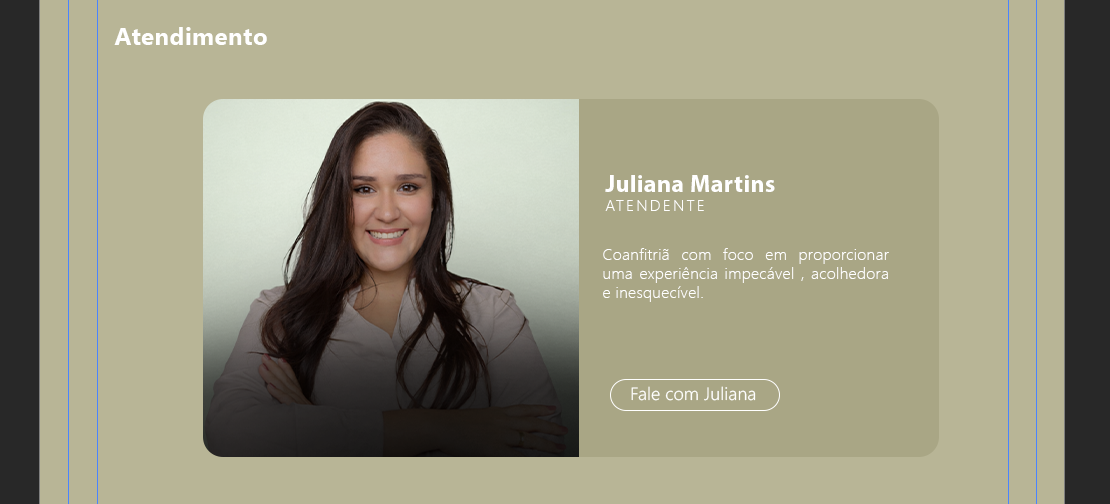 Atendimento
Juliana Martins
ATENDENTE
Coanfitriã com foco em proporcionar
uma experiência impecável , acolhedora
e inesquecível.
Fale com Juliana